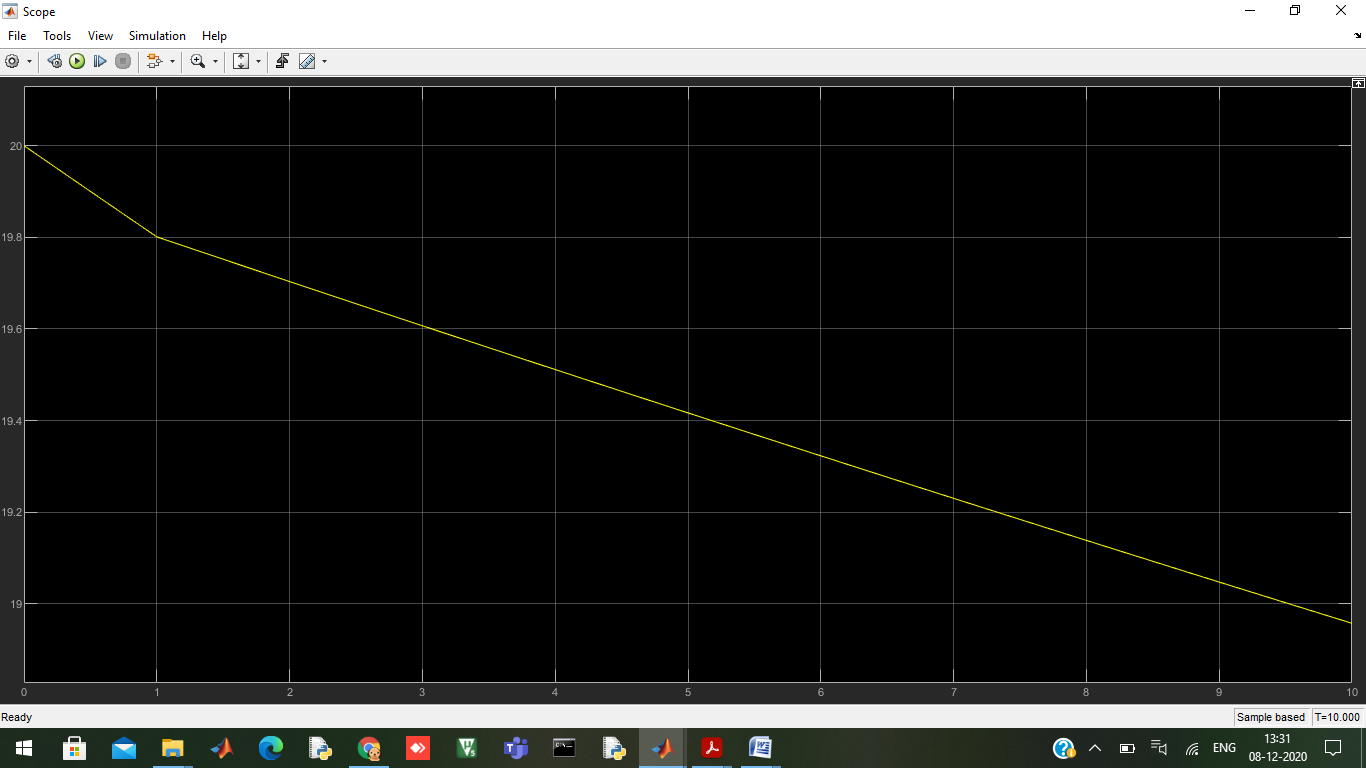 Scope
File Tools View Simulation Help
20
19.8
19.6
19.4
19.2
19
0 1 2 3 4 5 6 7 8 9 10
Ready
Sample based T=10.000
ENG
13:31
08-12-2020